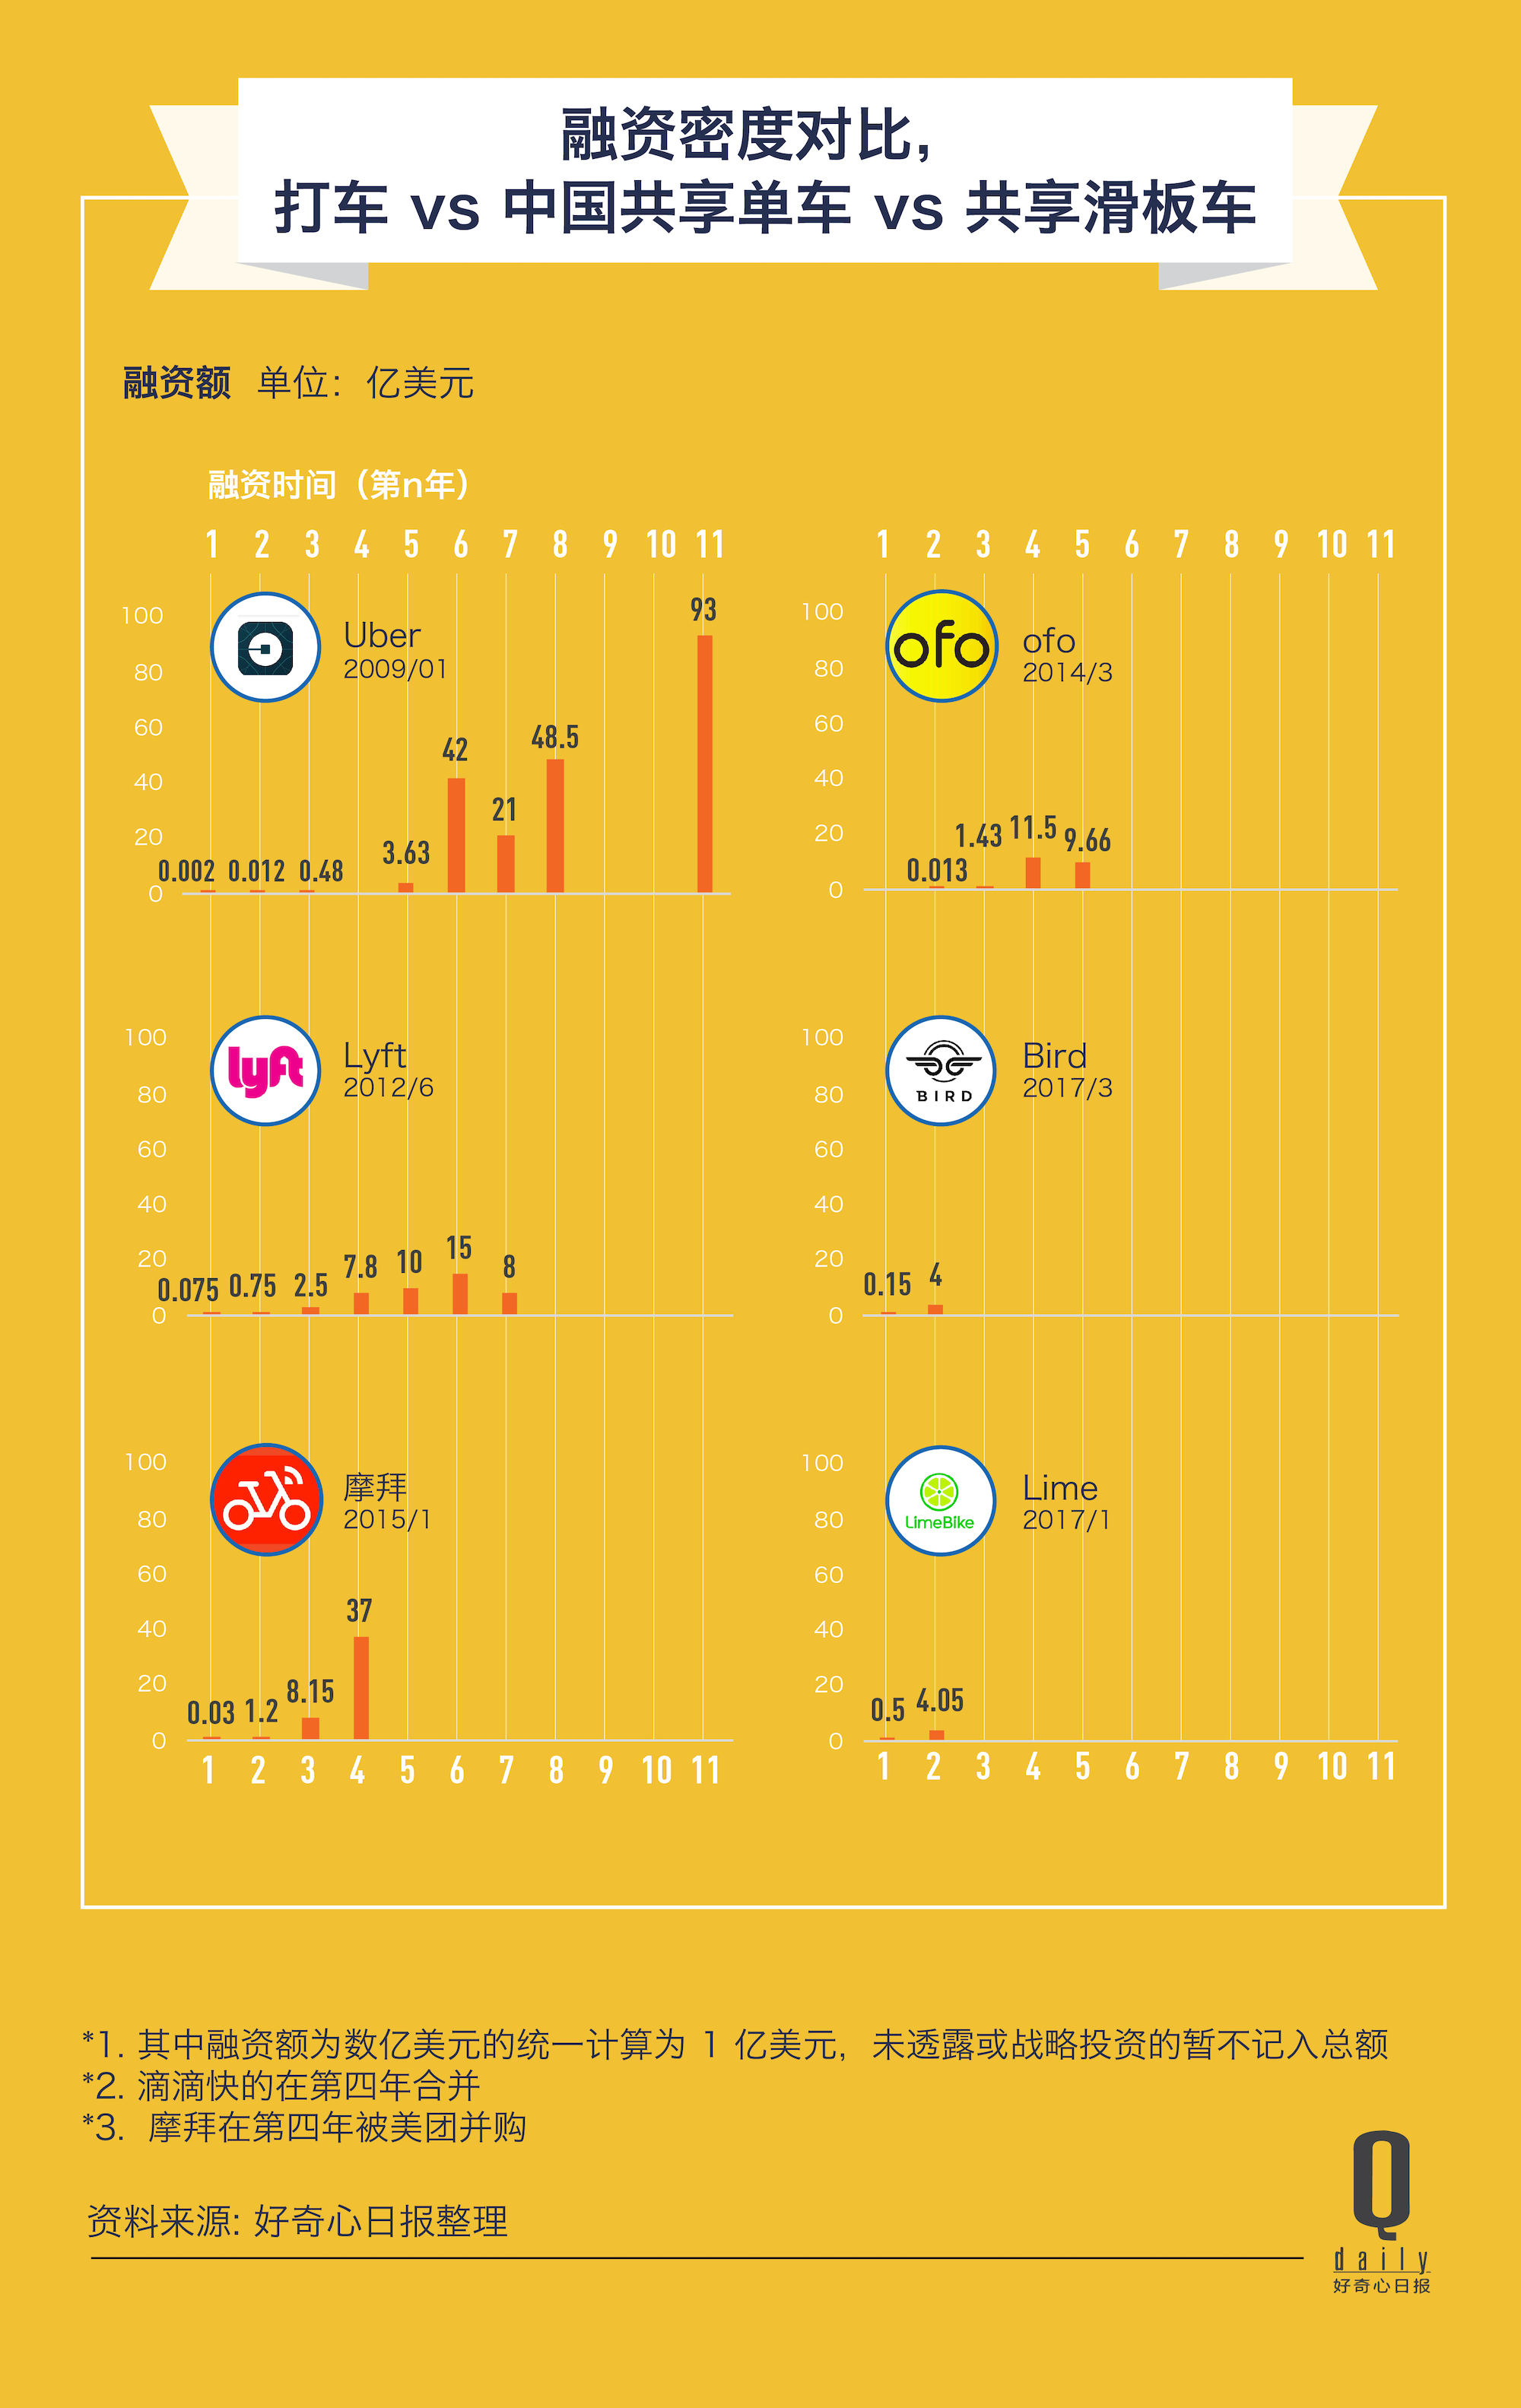 融资密度对比，
打车 vs 中国共享单车 vs 共享滑板车
融资额 单位：亿美元
融资时间（第n年）
1 2 3 4 5 6 7 8 9 10 11
100
80
60
40
20
0
Uber
2009/01
0.002 0.012 0.48 3.63 42 21 48.5 93
1 2 3 4 5 6 7 8 9 10 11
100
80
60
40
20
0
ofo
ofo
2014/3
0.013 1.43 11.5 9.66
100
80
60
40
20
0
lyft
Lyft
2012/6
0.075 0.75 2.5 7.8 10 15 8
100
80
60
40
20
0
BIRD
Bird
2017/3
0.15 4
100
80
60
40
20
0
摩拜
2015/1
0.03 1.2 8.15 37
1 2 3 4 5 6 7 8 9 10 11
100
80
60
40
20
0
LimeBike
Lime
2017/1
0.5 4.05
1 2 3 4 5 6 7 8 9 10 11
*1. 其中融资额为数亿美元的统一计算为 1 亿美元，未透露或战略投资的暂不记入总额
*2. 滴滴快的在第四年合并
*3. 摩拜在第四年被美团并购
资料来源: 好奇心日报整理
Q
daily
好奇心日报